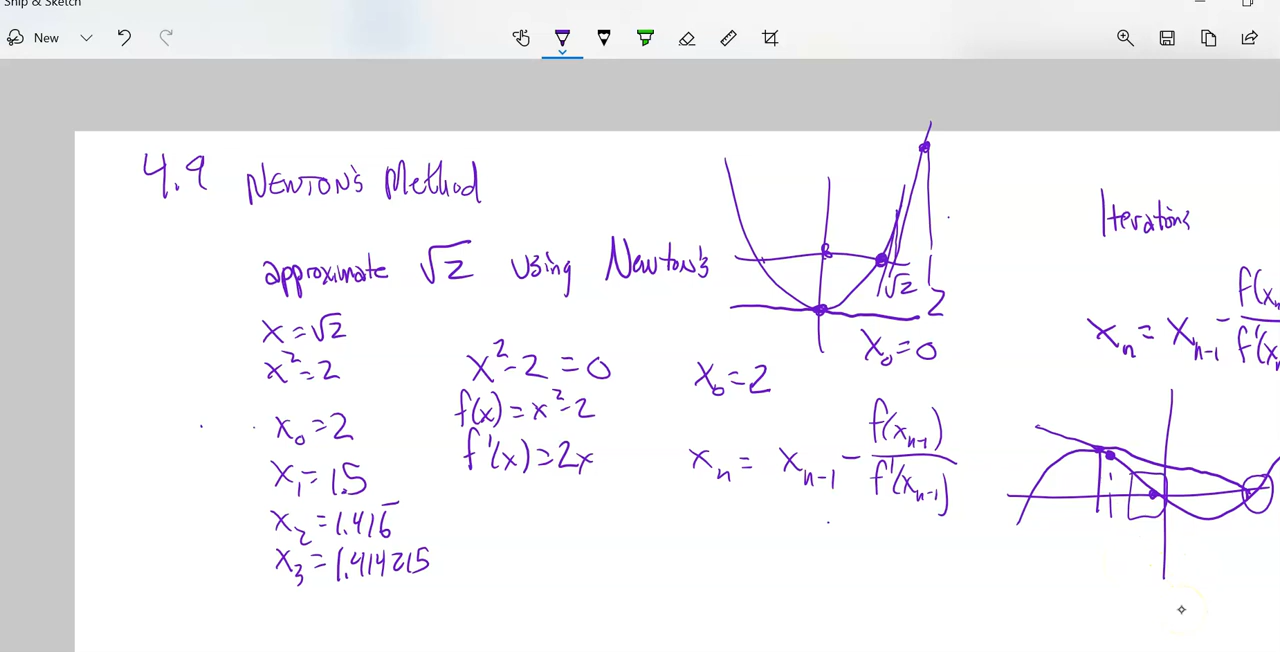 Snip & Sketch
New
4.9 Newton's Method
approximate √2 using Newton's
x = √2
x² = 2
x₀ = 2
x₁ = 1.5
x₂ = 1.416̅
x₃ = 1.414215
x² - 2 = 0
f(x) = x² - 2
f'(x) = 2x
√2
2
x₀ = 0
x₀ = 2
xₙ = xₙ₋₁ - f(xₙ₋₁) / f'(xₙ₋₁)
Iterations
xₙ = xₙ₋₁ - f(xₙ / f'(xₙ